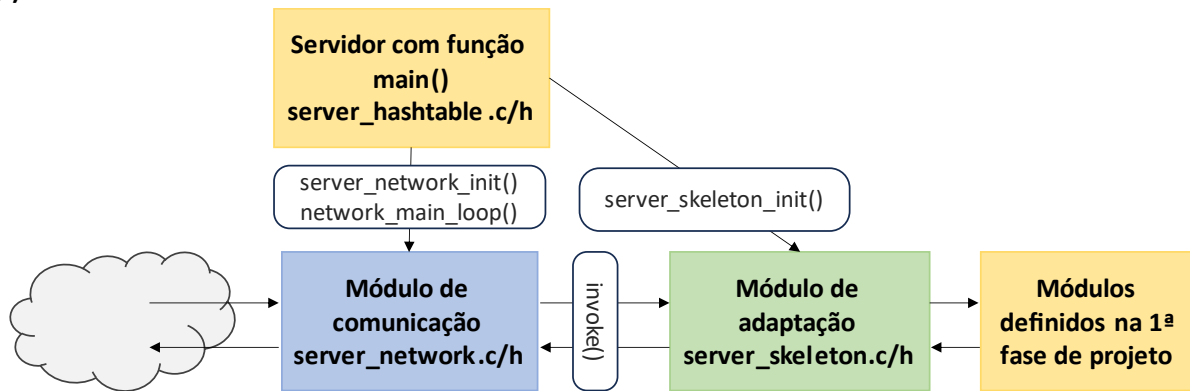 Servidor com função
main()
server_hashtable .c/h
server_network_init()
network_main_loop()
server_skeleton_init()
Módulo de
comunicação
server_network.c/h
invoke()
Módulo de
adaptação
server_skeleton.c/h
Módulos
definidos na 1ª
fase de projeto